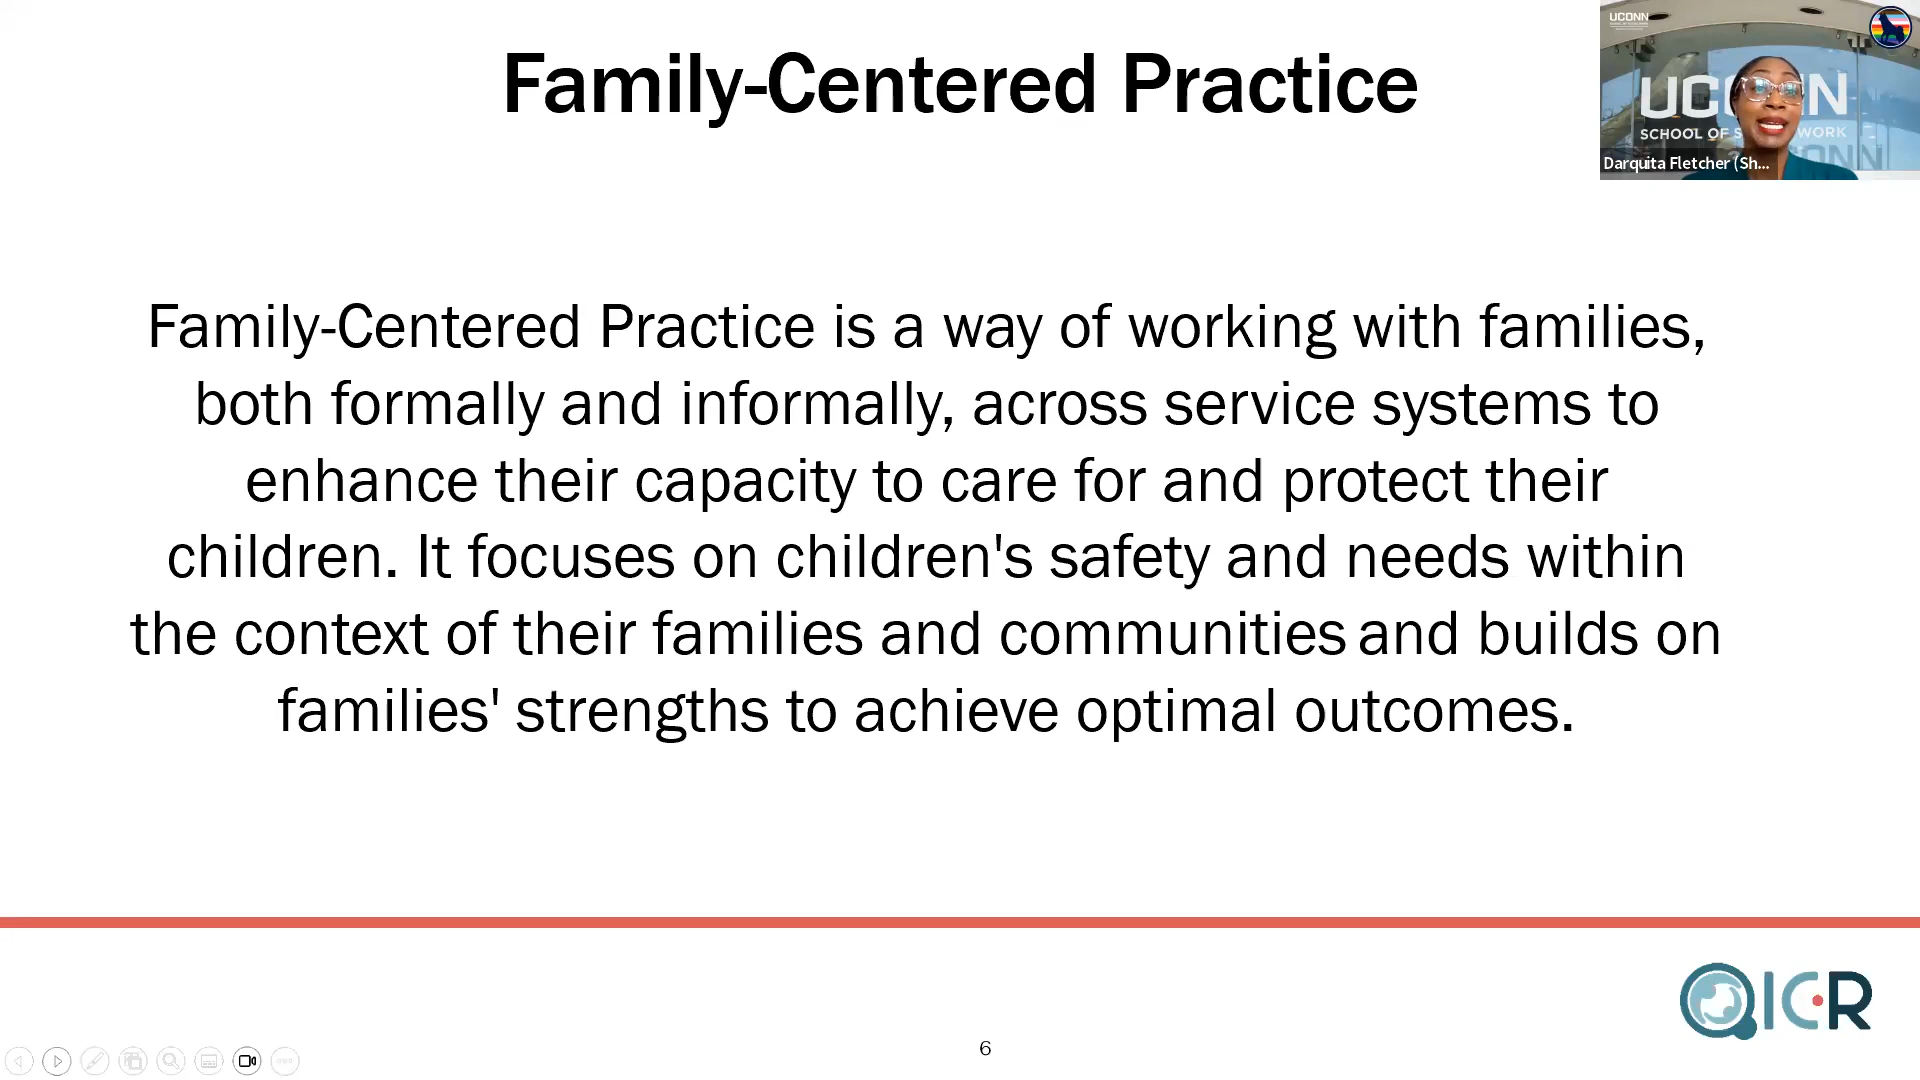 Family-Centered Practice
UCONN
UCONN
SCHOOL OF SOCIAL WORK
Darquita Fletcher (Sh...
Family-Centered Practice is a way of working with families,
both formally and informally, across service systems to
enhance their capacity to care for and protect their
children. It focuses on children's safety and needs within
the context of their families and communities and builds on
families' strengths to achieve optimal outcomes.
QIC-R
6